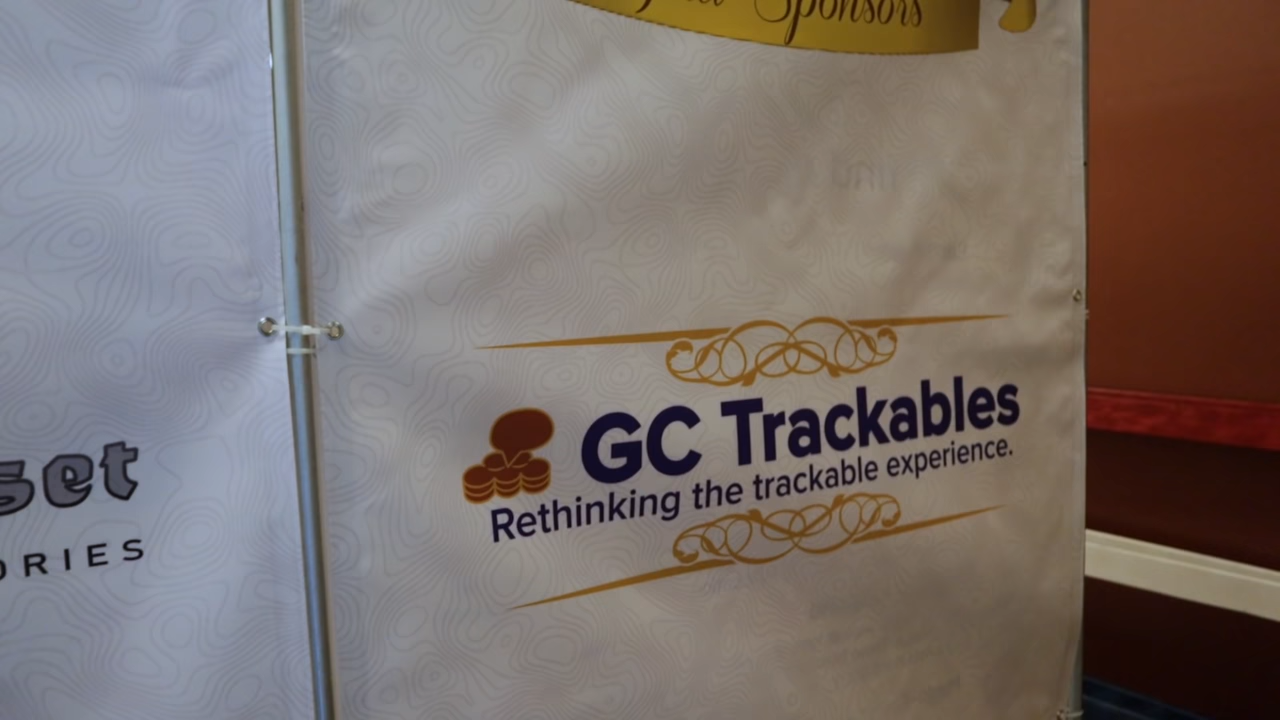 Sponsors
set
ORIES
GC Trackables
Rethinking the trackable experience.